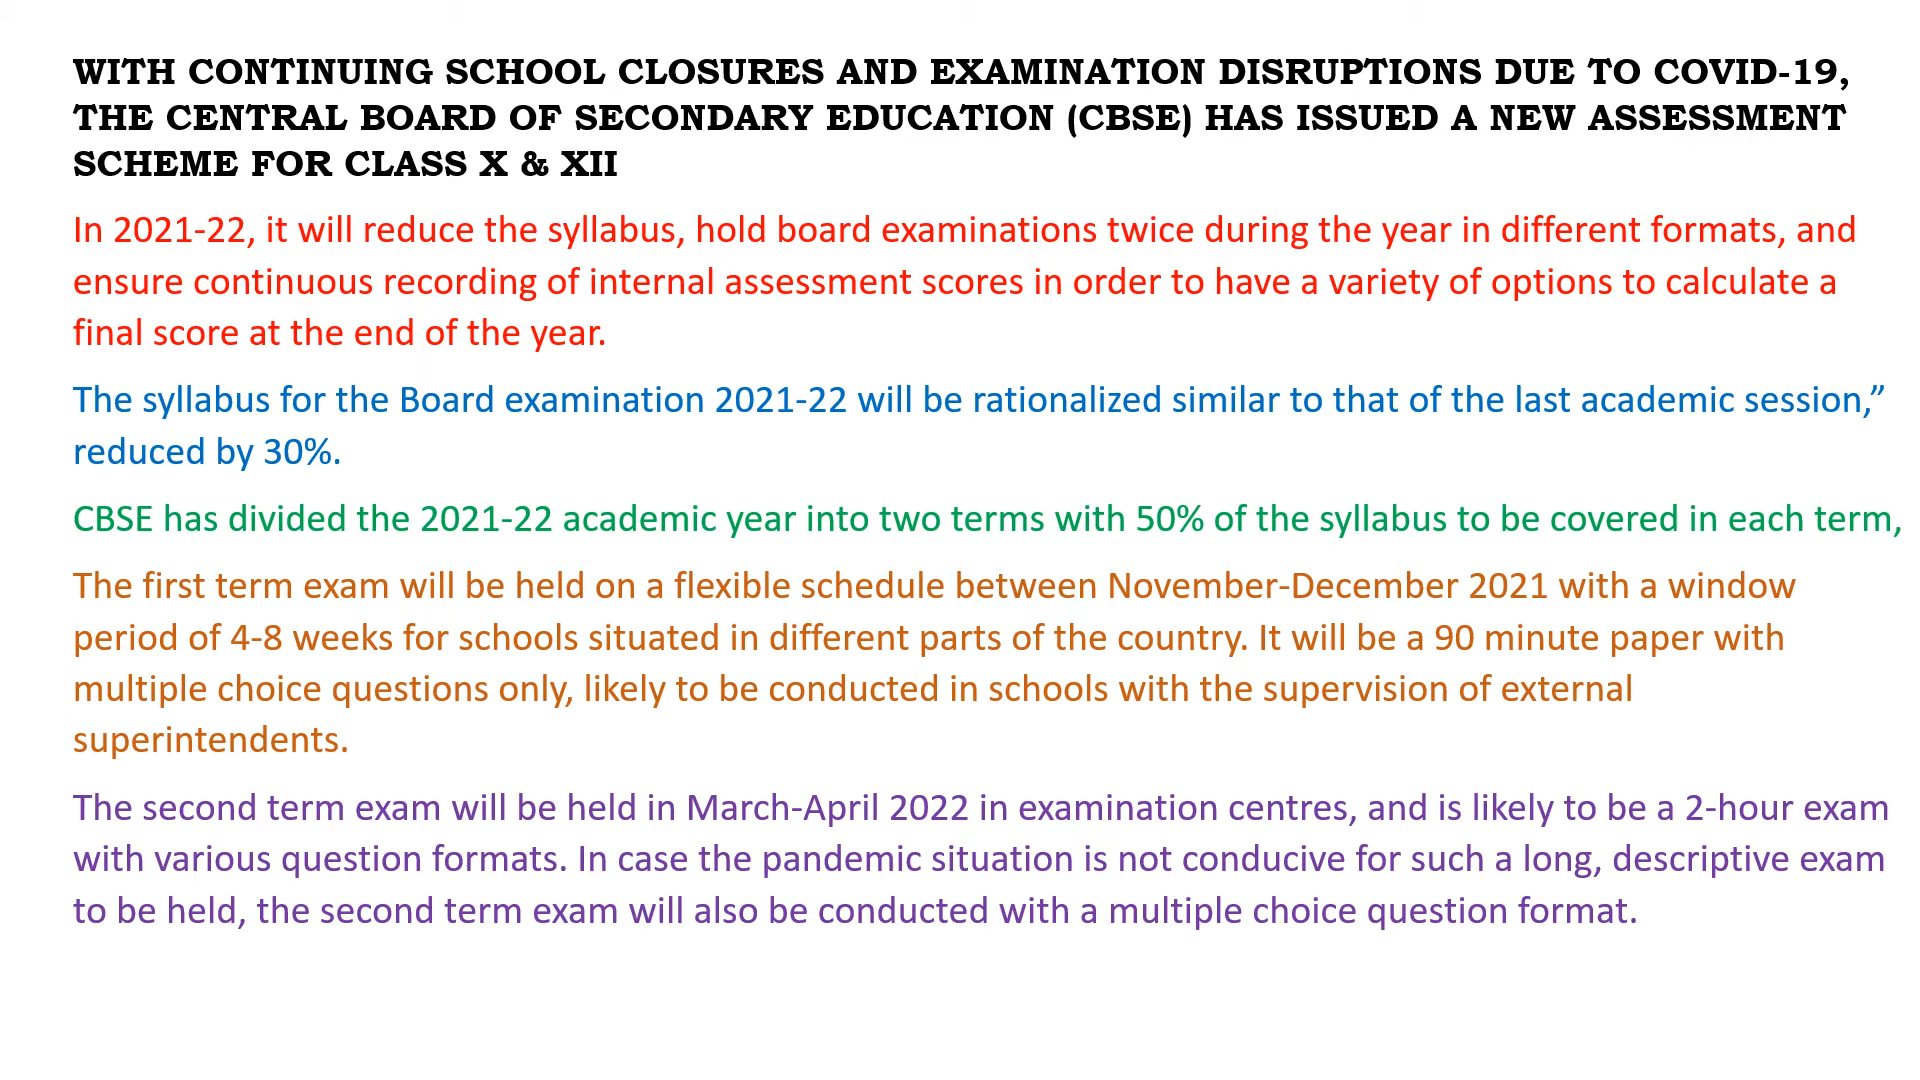 WITH CONTINUING SCHOOL CLOSURES AND EXAMINATION DISRUPTIONS DUE TO COVID-19,
THE CENTRAL BOARD OF SECONDARY EDUCATION (CBSE) HAS ISSUED A NEW ASSESSMENT
SCHEME FOR CLASS X & XII
In 2021-22, it will reduce the syllabus, hold board examinations twice during the year in different formats, and
ensure continuous recording of internal assessment scores in order to have a variety of options to calculate a
final score at the end of the year.
The syllabus for the Board examination 2021-22 will be rationalized similar to that of the last academic session,”
reduced by 30%.
CBSE has divided the 2021-22 academic year into two terms with 50% of the syllabus to be covered in each term,
The first term exam will be held on a flexible schedule between November-December 2021 with a window
period of 4-8 weeks for schools situated in different parts of the country. It will be a 90 minute paper with
multiple choice questions only, likely to be conducted in schools with the supervision of external
superintendents.
The second term exam will be held in March-April 2022 in examination centres, and is likely to be a 2-hour exam
with various question formats. In case the pandemic situation is not conducive for such a long, descriptive exam
to be held, the second term exam will also be conducted with a multiple choice question format.